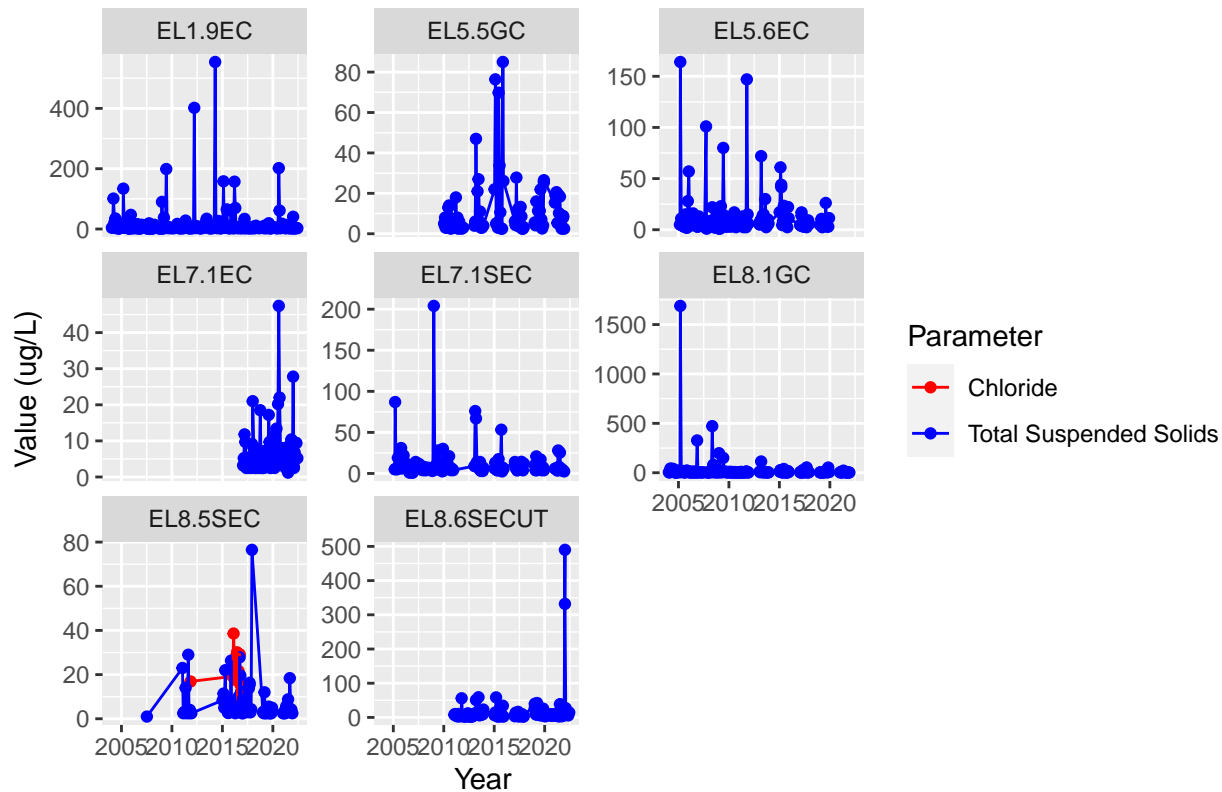 EL1.9EC
EL5.5GC
EL5.6EC
400
200
0
80
60
40
20
0
150
100
50
0
EL7.1EC
EL7.1SEC
EL8.1GC
40
30
20
10
0
200
150
100
50
0
1500
1000
500
0
2005 2010 2015 2020
EL8.5SEC
EL8.6SECUT
80
60
40
20
0
500
400
300
200
100
0
2005 2010 2015 2020
2005 2010 2015 2020
Year
Value (ug/L)
Parameter
Chloride
Total Suspended Solids